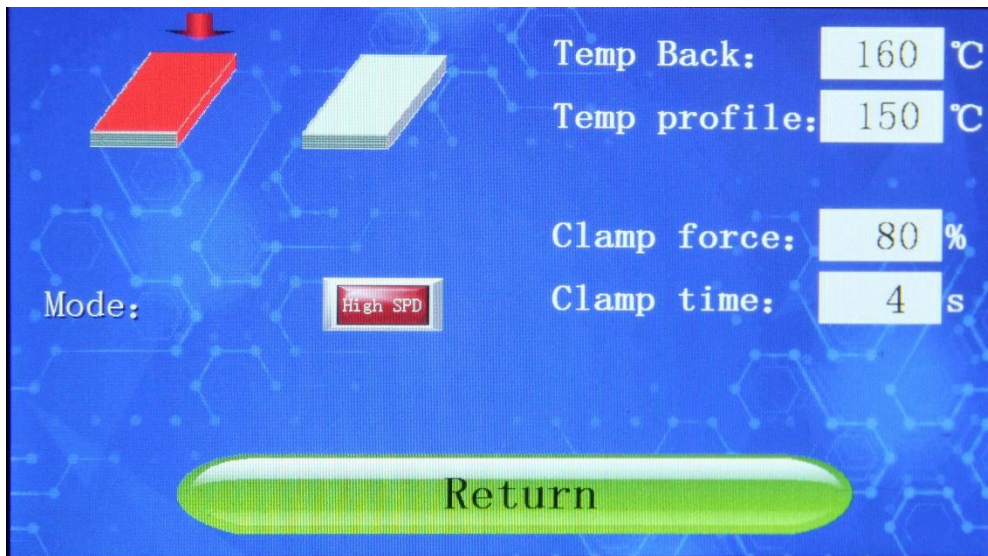 Temp Back: 160 ℃
Temp profile: 150 ℃
Clamp force: 80 %
Mode: High SPD Clamp time: 4 s
Return